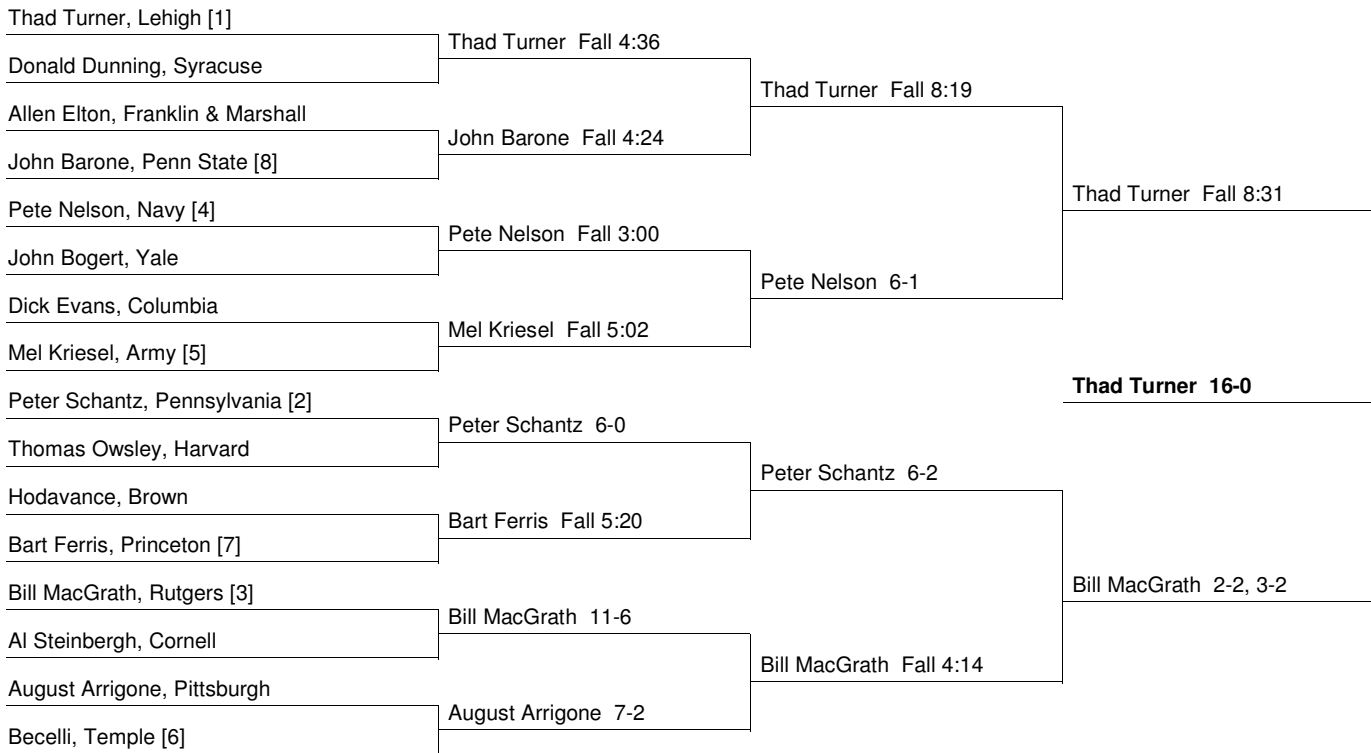 Thad Turner, Lehigh [1]
Donald Dunning, Syracuse
Allen Elton, Franklin & Marshall
John Barone, Penn State [8]
Pete Nelson, Navy [4]
John Bogert, Yale
Dick Evans, Columbia
Mel Kriesel, Army [5]
Peter Schantz, Pennsylvania [2]
Thomas Owsley, Harvard
Hodavance, Brown
Bart Ferris, Princeton [7]
Bill MacGrath, Rutgers [3]
Al Steinbergh, Cornell
August Arrigone, Pittsburgh
Becelli, Temple [6]
Thad Turner Fall 4:36
John Barone Fall 4:24
Pete Nelson Fall 3:00
Mel Kriesel Fall 5:02
Peter Schantz 6-0
Bart Ferris Fall 5:20
Bill MacGrath 11-6
August Arrigone 7-2
Thad Turner Fall 8:19
Pete Nelson 6-1
Peter Schantz 6-2
Bill MacGrath Fall 4:14
Thad Turner Fall 8:31
Bill MacGrath 2-2, 3-2
Thad Turner 16-0